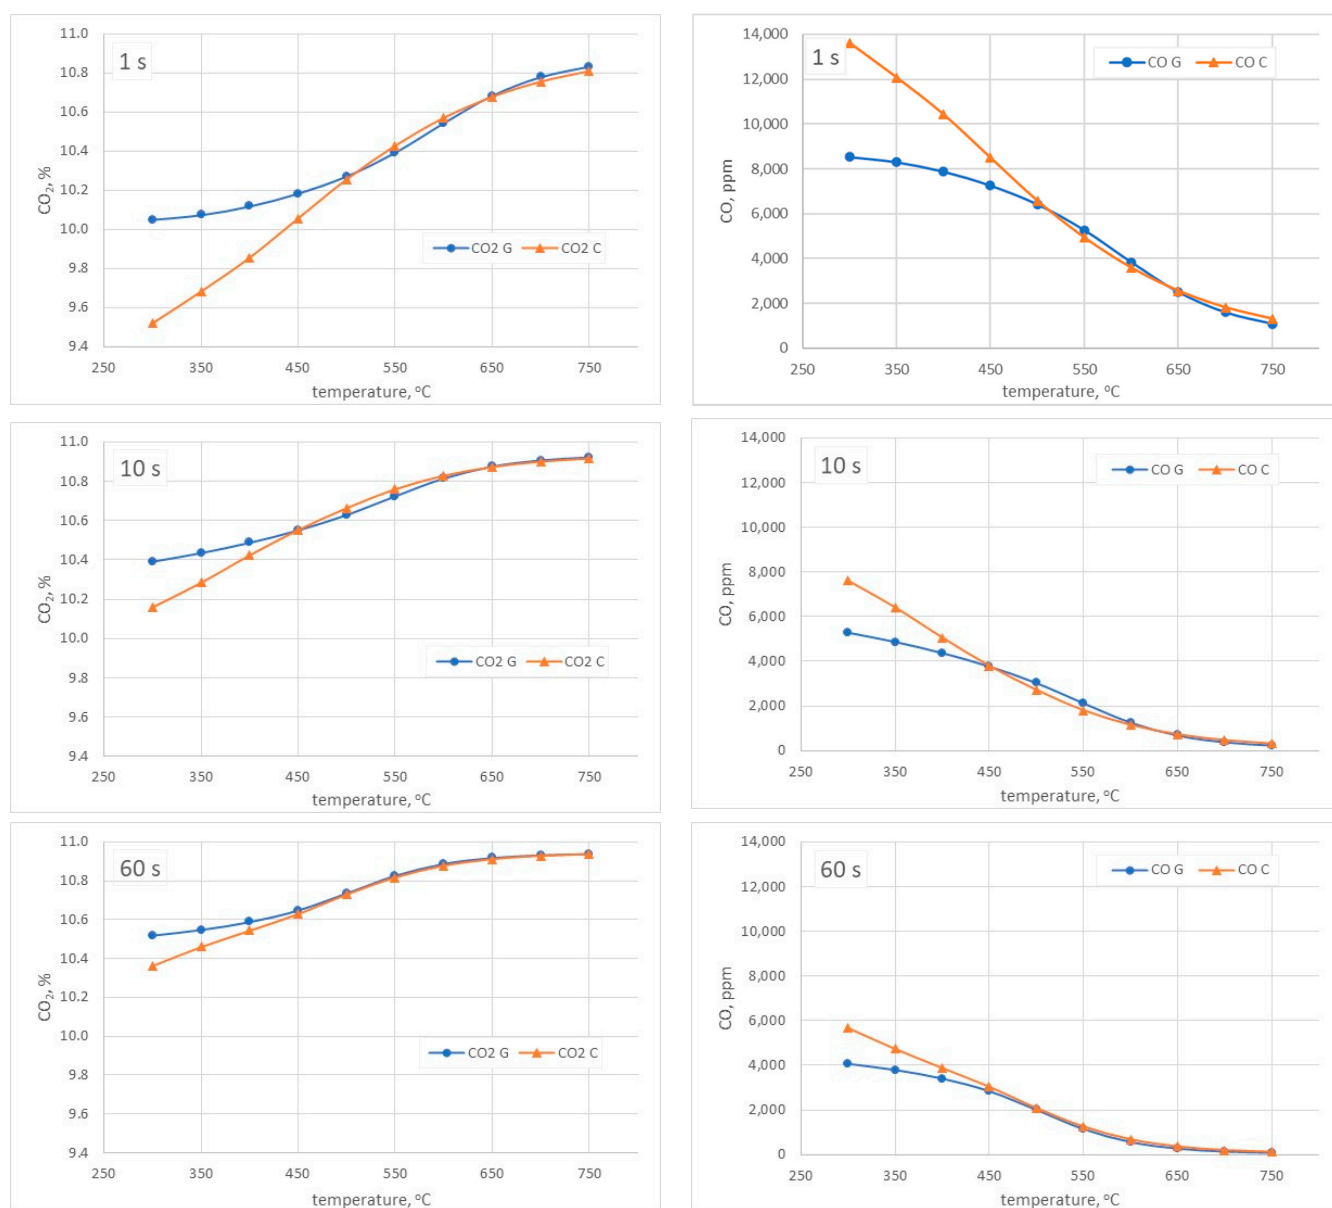 11.0
10.8
10.6
10.4
10.2
10.0
9.8
9.6
9.4
CO₂, %
1 s
CO2 G CO2 C
250 350 450 550 650 750
temperature, °C
14,000
12,000
10,000
8,000
6,000
4,000
2,000
0
CO, ppm
1 s
CO G CO C
250 350 450 550 650 750
temperature, °C
11.0
10.8
10.6
10.4
10.2
10.0
9.8
9.6
9.4
CO₂, %
10 s
CO2 G CO2 C
250 350 450 550 650 750
temperature, °C
14,000
12,000
10,000
8,000
6,000
4,000
2,000
0
CO, ppm
10 s
CO G CO C
250 350 450 550 650 750
temperature, °C
11.0
10.8
10.6
10.4
10.2
10.0
9.8
9.6
9.4
CO₂, %
60 s
CO2 G CO2 C
250 350 450 550 650 750
temperature, °C
14,000
12,000
10,000
8,000
6,000
4,000
2,000
0
CO, ppm
60 s
CO G CO C
250 350 450 550 650 750
temperature, °C